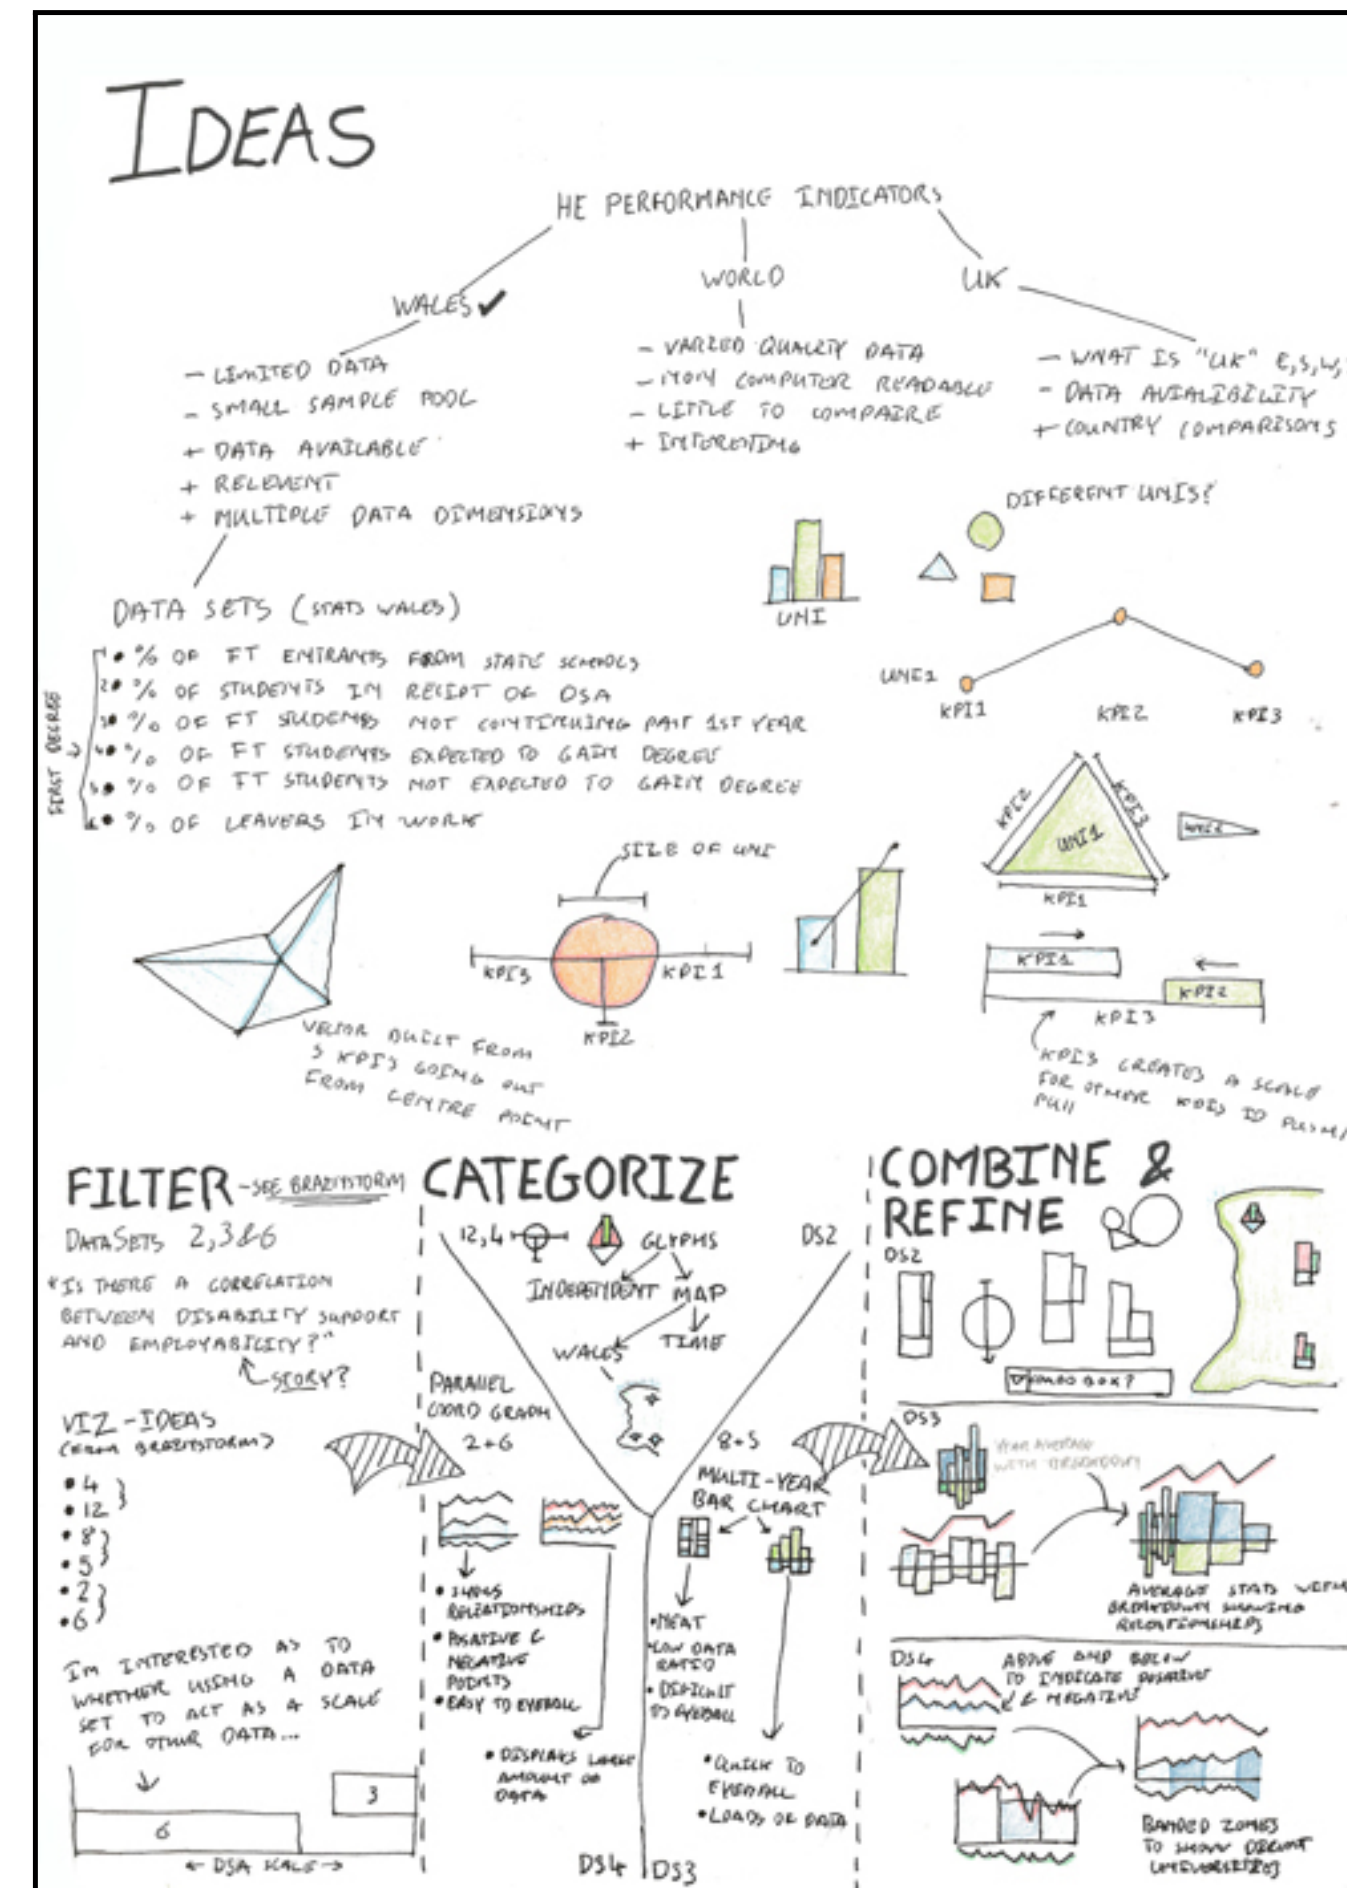 IDEAS
HE PERFORMANCE INDICATORS
WALES ✔
WORLD
UK
- LIMITED DATA
- SMALL SAMPLE POOL
+ DATA AVAILABLE
+ RELEVENT
+ MULTIPLE DATA DIMENSIONS
- VARIED QUALITY DATA
- NON COMPUTOR READABLE
- LITTLE TO COMPAIRE
+ INTERESTING
- WHAT IS "UK" E,S,W,
- DATA AVIALIBILITY
+ COUNTRY COMPARISONS
DIFFERENT UNIS?
UNI
DATA SETS (STATS WALES)
FIRST DEGREE
1 • % OF FT ENTRANTS FROM STATE SCHOOLS
2 • % OF STUDENTS IN RECIPT OF DSA
3 • % OF FT STUDENTS NOT CONTINUING PAST 1ST YEAR
4 • % OF FT STUDENTS EXPECTED TO GAIN DEGREE
5 • % OF FT STUDENTS NOT EXPECTED TO GAIN DEGREE
6 • % OF LEAVERS IN WORK
UNI1
KPI1
KPI2
KPI3
KPI2
KPI3
UNI1
UNI2
KPI1
SIZE OF UNI
KPI3
KPI1
KPI2
VECTOR BUILT FROM
5 KPIS GOING OUT
FROM CENTRE POINT
KPI1
KPI2
KPI3
KPI3 CREATES A SCALE
FOR OTHER KPIS TO PUSH/
PULL
FILTER - SEE BRAINSTORM
DATASETS 2,3&6
"IS THERE A CORRELATION
BETWEEN DISABILITY SUPPORT
AND EMPLOYABILITY?"
STORY?
VIZ-IDEAS
(FROM BRAINSTORM)
• 4
• 12
• 8
• 5
• 2
• 6
I'M INTERESTED AS TO
WHETHER USING A DATA
SET TO ACT AS A SCALE
FOR OTHER DATA...
3
6
← DSA SCALE →
CATEGORIZE
12,4
GLYPHS
DS2
INDEPENDENT
MAP
WALES
TIME
PARALLEL
COORD GRAPH
2+6
8+5
MULTI-YEAR
BAR CHART
• SHOWS
RELEATIONSHIPS
• POSATIVE &
NEGATIVE
POINTS
• EASY TO EYEBALL
• DISPLAYS LARGE
AMOUNT OF
DATA
• NEAT
• LOW DATA
RATIO
• DIFICULT
TO EYEBALL
• QUICK TO
EYEBALL
• LOADS OF DATA
DS4
DS3
COMBINE &
REFINE
DS2
COMBO BOX?
DS3
YEAR AVERAGE
WITH BREAKDOWN
AVERAGE STATS WITH
BREAKDOWN SHOWING
RELATIONSHIPS
DS4
ABOVE AND BELOW
TO INDICATE POSATIVE
& NEGATIVE
BANDED ZONES
TO SHOW
UNIVERSITIES